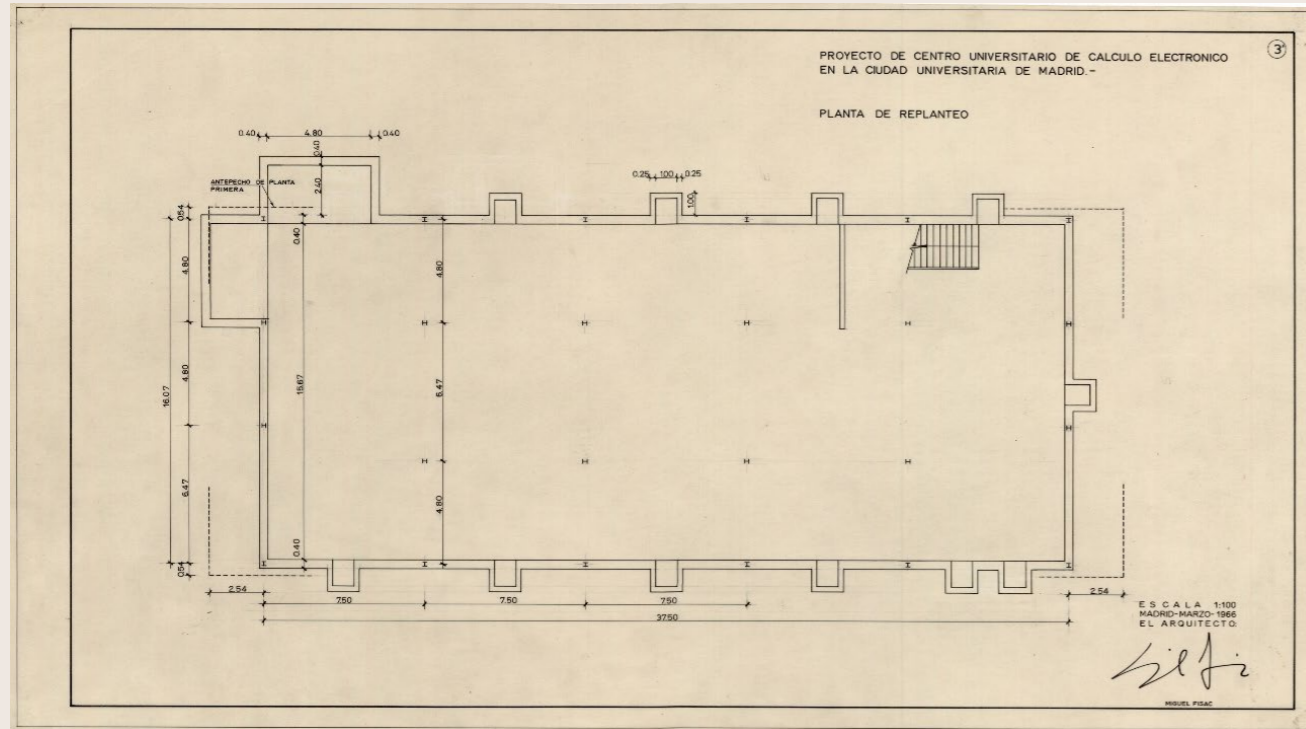 PROYECTO DE CENTRO UNIVERSITARIO DE CALCULO ELECTRONICO
EN LA CIUDAD UNIVERSITARIA DE MADRID.-
3
PLANTA DE REPLANTEO
0.40 4.80 0.40
0.40
ANTEPECHO DE PLANTA
PRIMERA
2.40
0.25 1.00 0.25
1.00
0.54
0.40
4.80
4.80
4.80
16.07
15.67
6.47
6.47
4.80
0.40
0.54
2.54
7.50
7.50
7.50
2.54
37.50
ESCALA 1:100
MADRID-MARZO-1966
EL ARQUITECTO:
MIGUEL FISAC